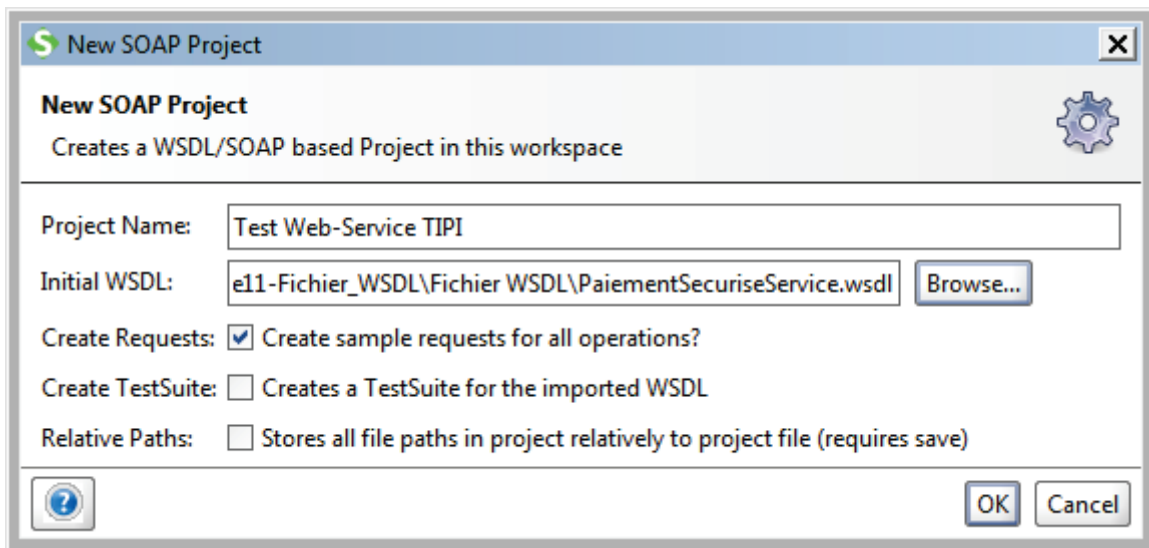 New SOAP Project
New SOAP Project
Creates a WSDL/SOAP based Project in this workspace
Project Name: Test Web-Service TIPI
Initial WSDL: e11-Fichier_WSDL\Fichier WSDL\PaiementSecuriseService.wsdl Browse...
Create Requests: Create sample requests for all operations?
Create TestSuite: Creates a TestSuite for the imported WSDL
Relative Paths: Stores all file paths in project relatively to project file (requires save)
? OK Cancel